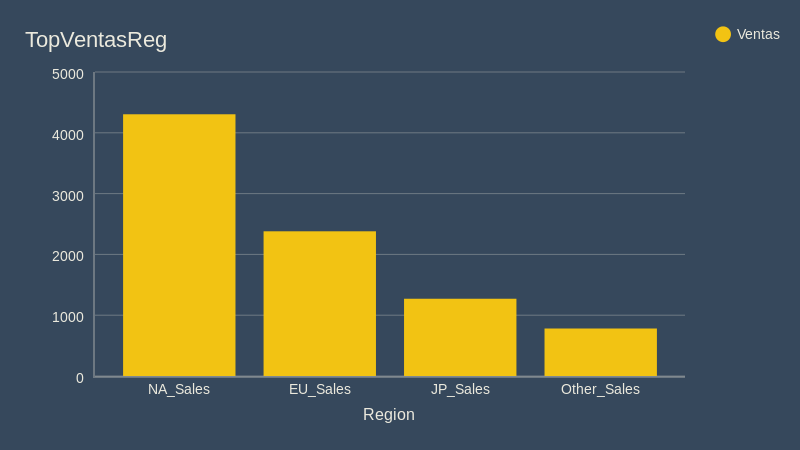 TopVentasReg
Ventas
5000
4000
3000
2000
1000
0
NA_Sales
EU_Sales
JP_Sales
Other_Sales
Region